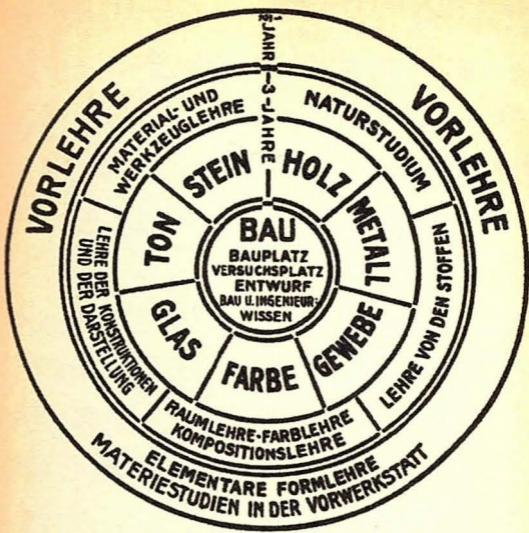 VORLEHRE
VORLEHRE
½ JAHR
3-JAHRE
ELEMENTARE FORMLEHRE
MATERIESTUDIEN IN DER VORWERKSTATT
MATERIAL- UND
WERKZEUGLEHRE
NATURSTUDIUM
LEHRE VON DEN STOFFEN
RAUMLEHRE-FARBLEHRE
KOMPOSITIONSLEHRE
LEHRE DER KONSTRUKTIONEN
UND DER DARSTELLUNG
STEIN
HOLZ
METALL
GEWEBE
FARBE
GLAS
TON
BAU
BAUPLATZ
VERSUCHSPLATZ
ENTWURF
BAU U. INGENIEUR:
WISSEN